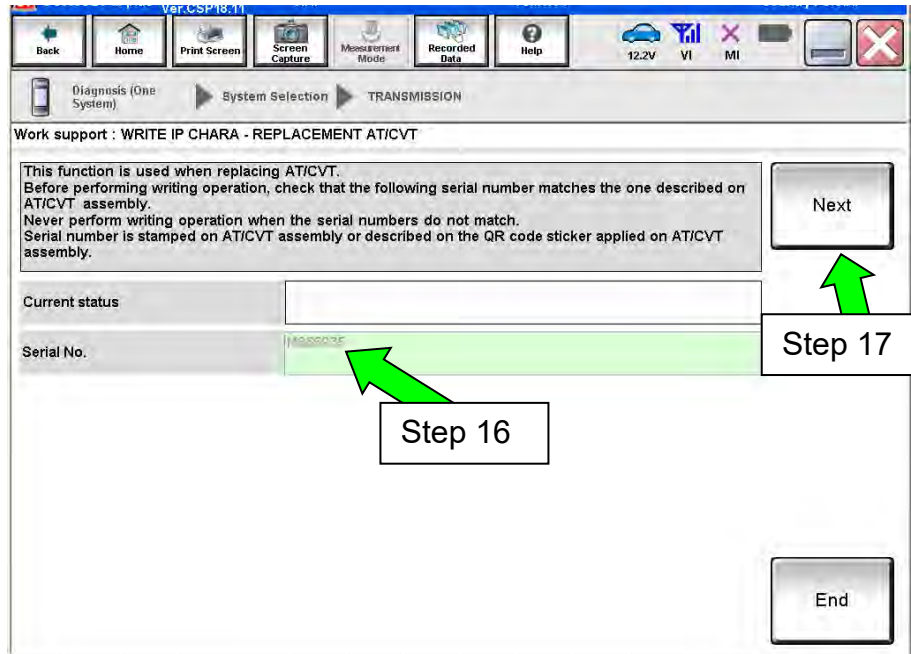 Ver.CSP18.11
Back
Home
Print Screen
Screen Capture
Measurement Mode
Recorded Data
Help
12.2V
VI
MI
Diagnosis (One System)
System Selection
TRANSMISSION
Work support : WRITE IP CHARA - REPLACEMENT AT/CVT
This function is used when replacing AT/CVT.
Before performing writing operation, check that the following serial number matches the one described on
AT/CVT assembly.
Never perform writing operation when the serial numbers do not match.
Serial number is stamped on AT/CVT assembly or described on the QR code sticker applied on AT/CVT
assembly.
Next
Current status
Serial No.
Step 17
Step 16
End